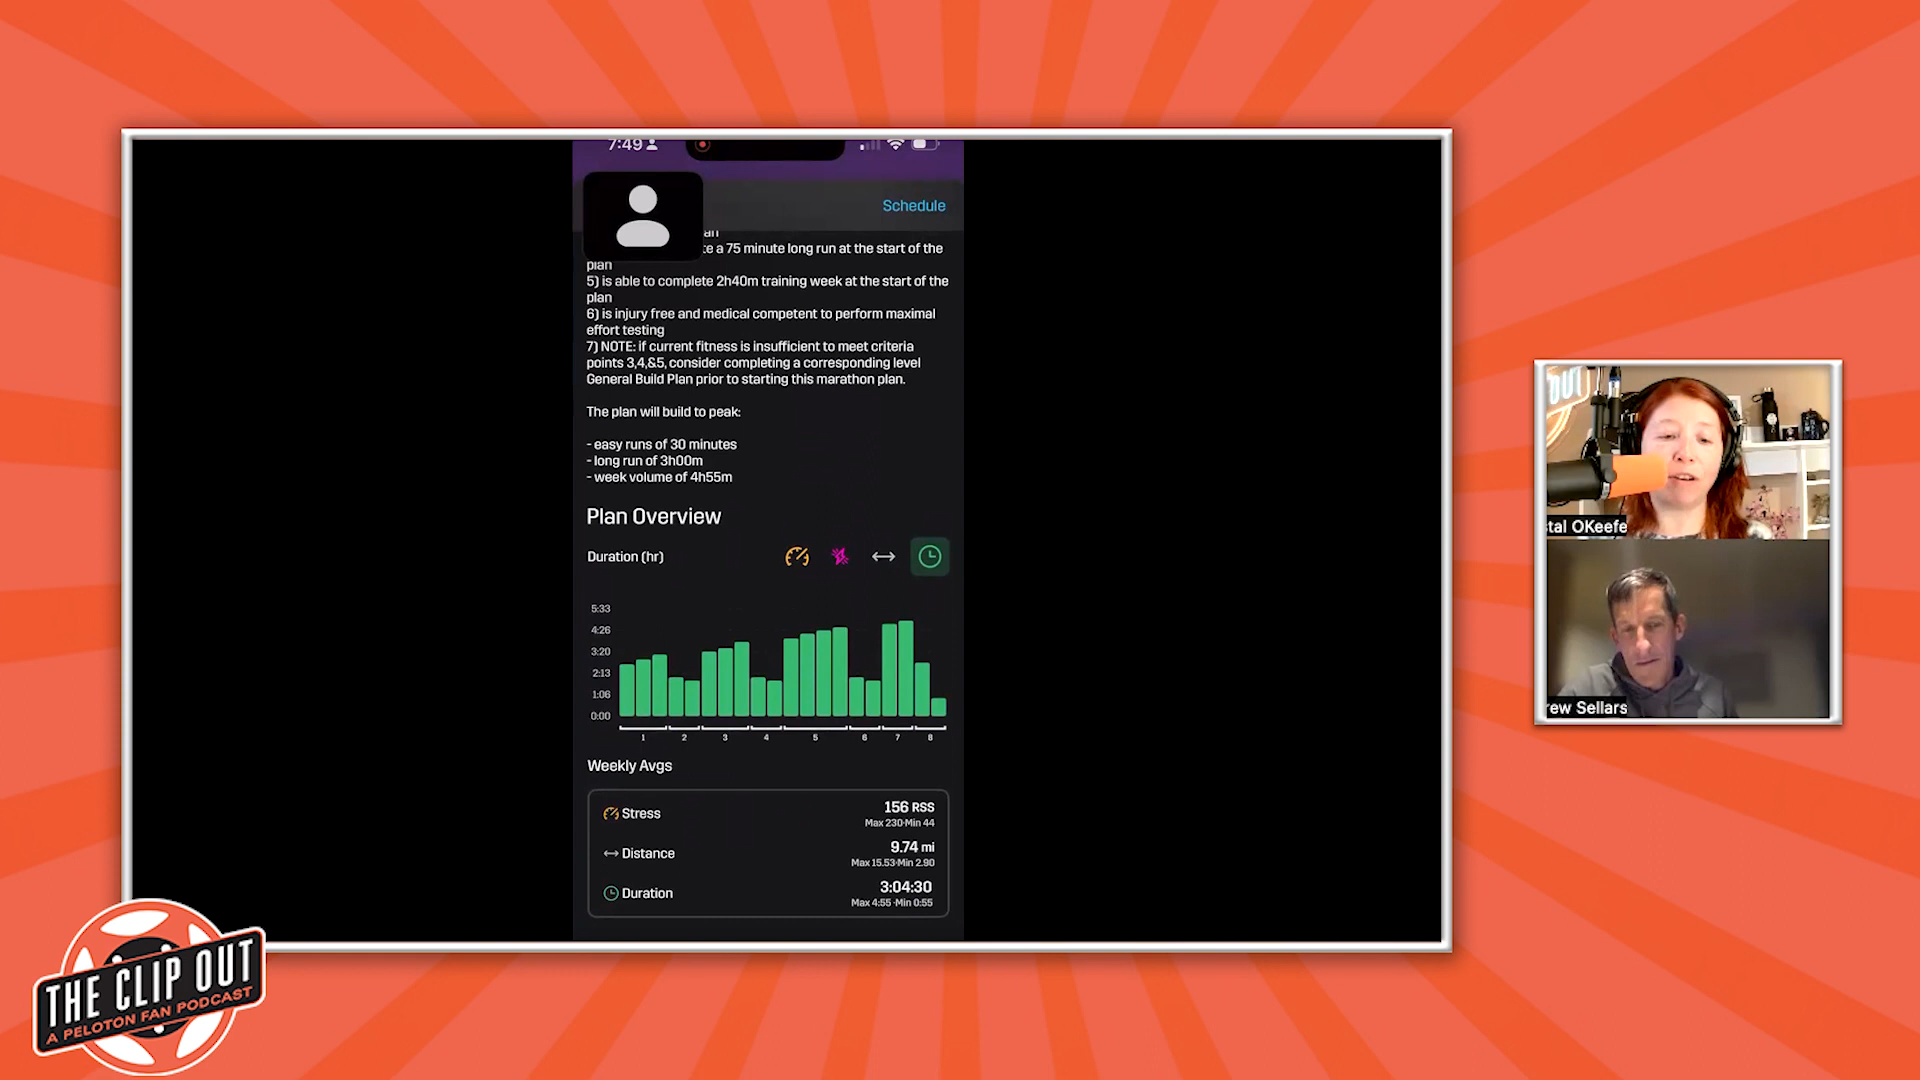 7:49
Schedule
te a 75 minute long run at the start of the
plan
5) is able to complete 2h40m training week at the start of the
plan
6) is injury free and medical competent to perform maximal
effort testing
7) NOTE: if current fitness is insufficient to meet criteria
points 3,4,&5, consider completing a corresponding level
General Build Plan prior to starting this marathon plan.
The plan will build to peak:
- easy runs of 30 minutes
- long run of 3h00m
- week volume of 4h55m
Plan Overview
Duration (hr)
5:33
4:26
3:20
2:13
1:06
0:00
1 2 3 4 5 6 7 8
Weekly Avgs
Stress
156 RSS
Max 230·Min 44
Distance
9.74 mi
Max 15.53·Min 2.90
Duration
3:04:30
Max 4:55 ·Min 0:55
OUT
tal OKeefe
rew Sellars
THE CLIP OUT
A PELOTON FAN PODCAST